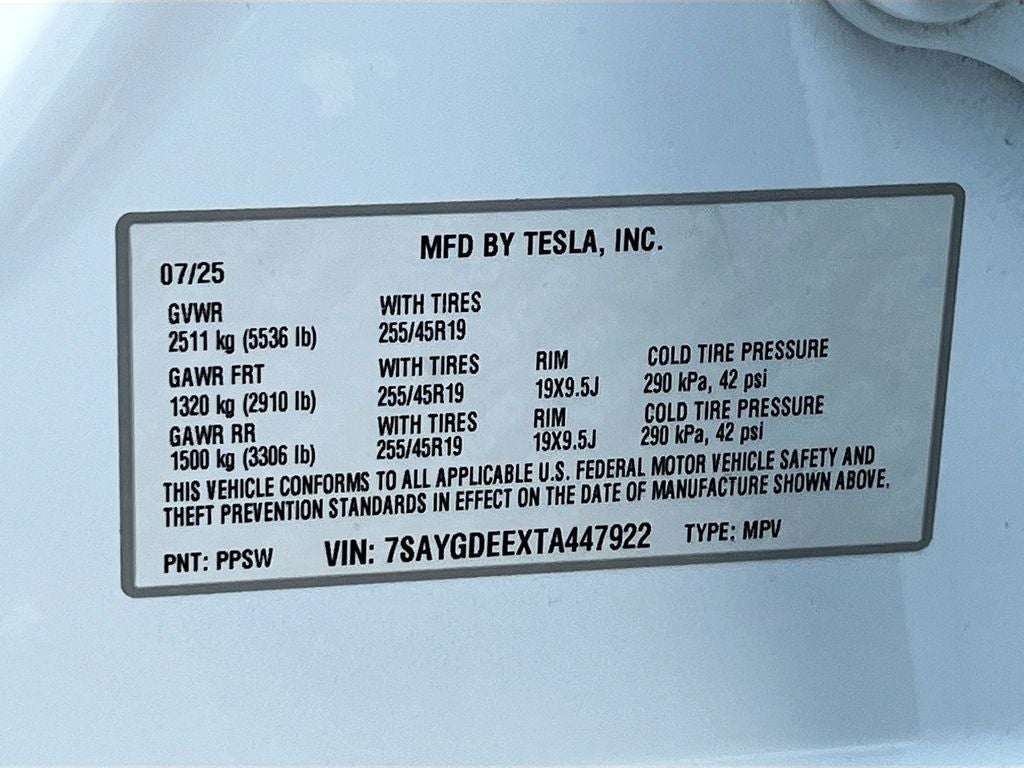 MFD BY TESLA, INC.
07/25
GVWR WITH TIRES
2511 kg (5536 lb) 255/45R19
GAWR FRT WITH TIRES RIM COLD TIRE PRESSURE
1320 kg (2910 lb) 255/45R19 19X9.5J 290 kPa, 42 psi
GAWR RR WITH TIRES RIM COLD TIRE PRESSURE
1500 kg (3306 lb) 255/45R19 19X9.5J 290 kPa, 42 psi
THIS VEHICLE CONFORMS TO ALL APPLICABLE U.S. FEDERAL MOTOR VEHICLE SAFETY AND
THEFT PREVENTION STANDARDS IN EFFECT ON THE DATE OF MANUFACTURE SHOWN ABOVE.
PNT: PPSW VIN: 7SAYGDEEXTA447922 TYPE: MPV